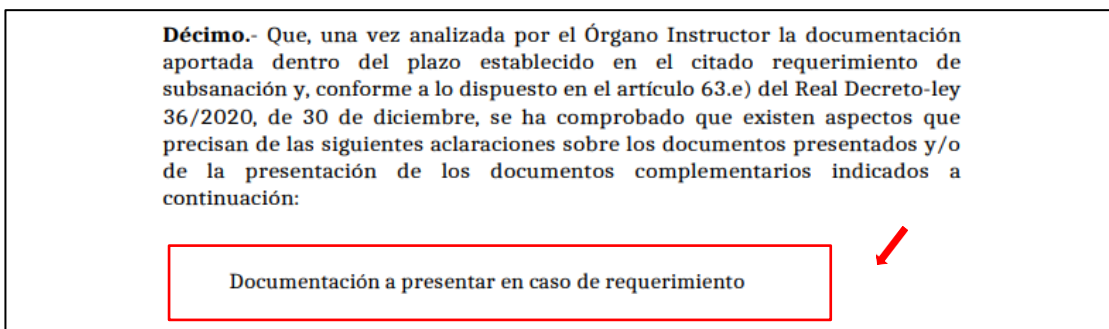 Décimo.- Que, una vez analizada por el Órgano Instructor la documentación
aportada dentro del plazo establecido en el citado requerimiento de
subsanación y, conforme a lo dispuesto en el artículo 63.e) del Real Decreto-ley
36/2020, de 30 de diciembre, se ha comprobado que existen aspectos que
precisan de las siguientes aclaraciones sobre los documentos presentados y/o
de la presentación de los documentos complementarios indicados a
continuación:
Documentación a presentar en caso de requerimiento